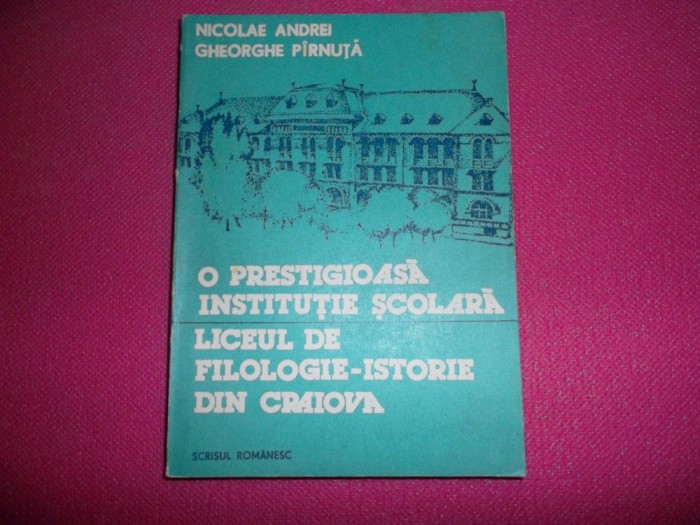 NICOLAE ANDREI
GHEORGHE PÎRNUȚĂ
O PRESTIGIOASĂ
INSTITUȚIE ȘCOLARĂ
LICEUL DE
FILOLOGIE-ISTORIE
DIN CRAIOVA
SCRISUL ROMÂNESC